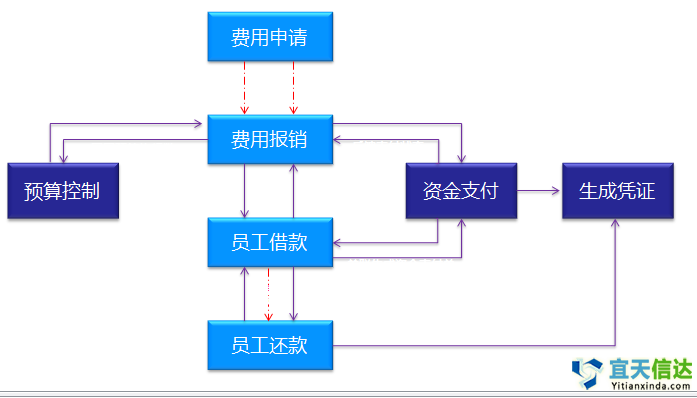 费用申请
费用报销
预算控制
资金支付
生成凭证
员工借款
员工还款
宜天信达
Yitianxinda.com